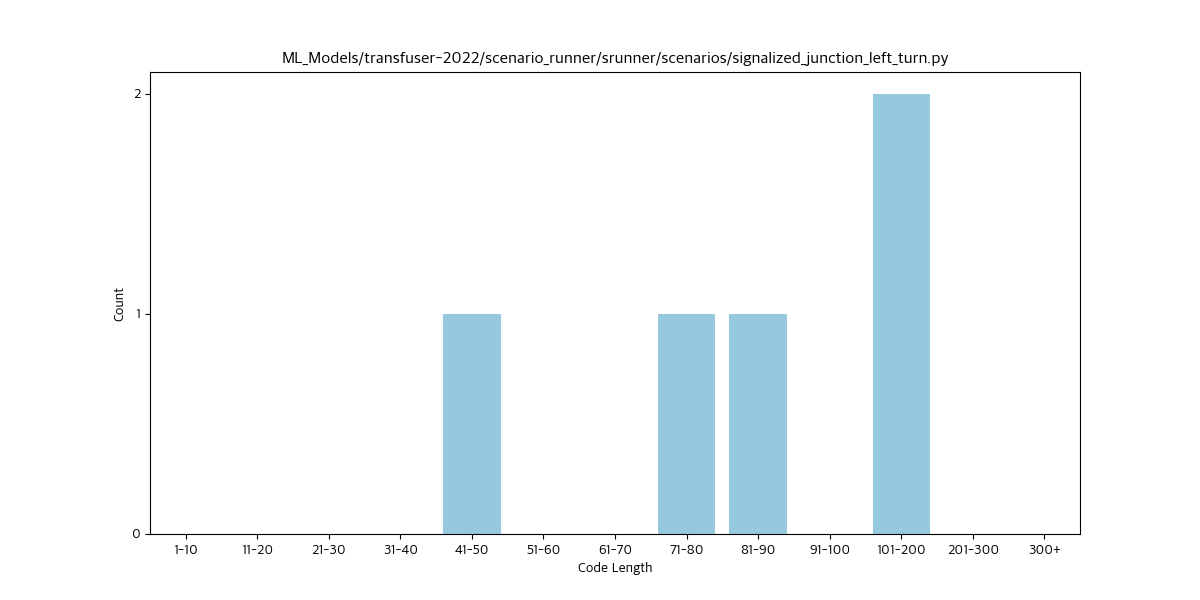 ML_Models/transfuser-2022/scenario_runner/srunner/scenarios/signalized_junction_left_turn.py
2
1
0
Count
1-10 11-20 21-30 31-40 41-50 51-60 61-70 71-80 81-90 91-100 101-200 201-300 300+
Code Length